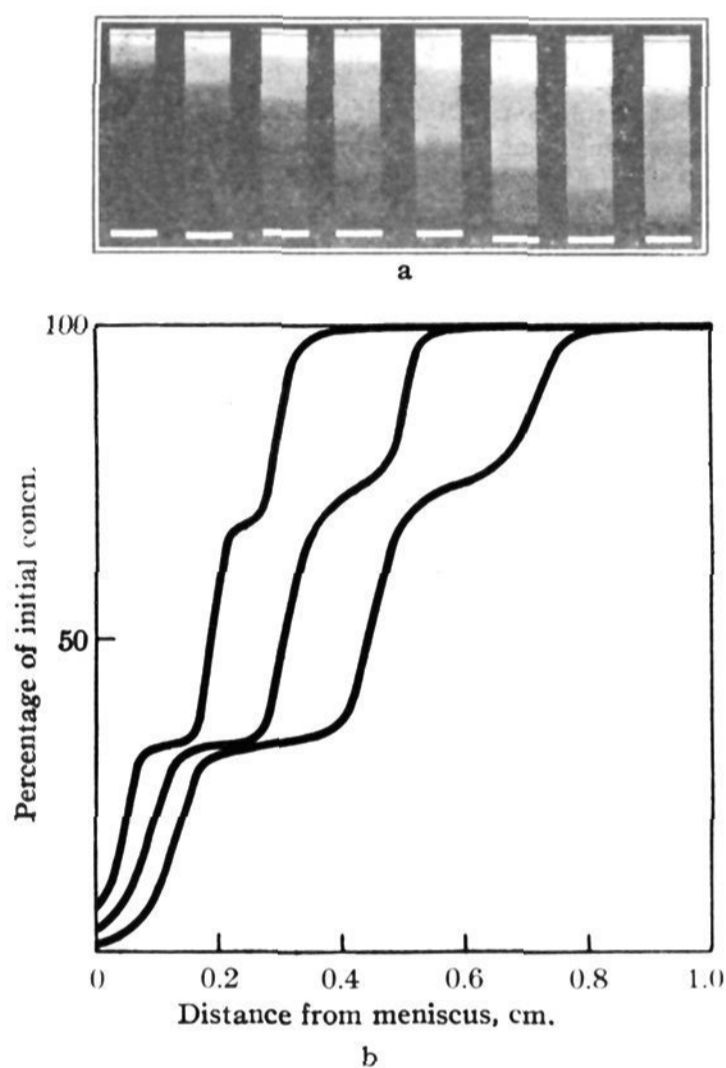 a
100
50
Percentage of initial concn.
0
0.2
0.4
0.6
0.8
1.0
Distance from meniscus, cm.
b